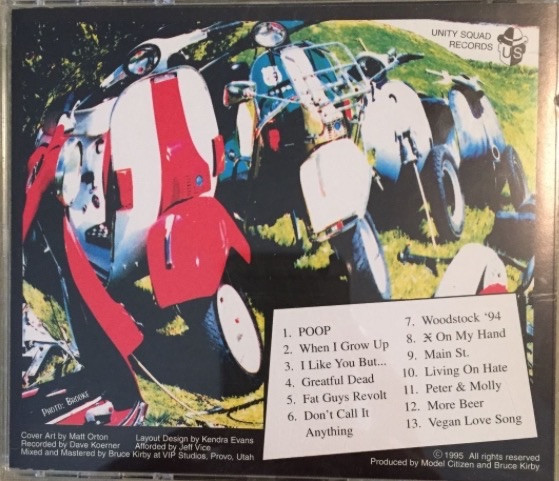 UNITY SQUAD
RECORDS
US
1. POOP
2. When I Grow Up
3. I Like You But...
4. Greatful Dead
5. Fat Guys Revolt
6. Don't Call It
Anything
7. Woodstock '94
8. X On My Hand
9. Main St.
10. Living On Hate
11. Peter & Molly
12. More Beer
13. Vegan Love Song
PHOTO: BROOKE
Cover Art by Matt Orton
Layout Design by Kendra Evans
Recorded by Dave Koerner
Afforded by Jeff Vice
Mixed and Mastered by Bruce Kirby at VIP Studios, Provo, Utah
© 1995 All rights reserved
Produced by Model Citizen and Bruce Kirby